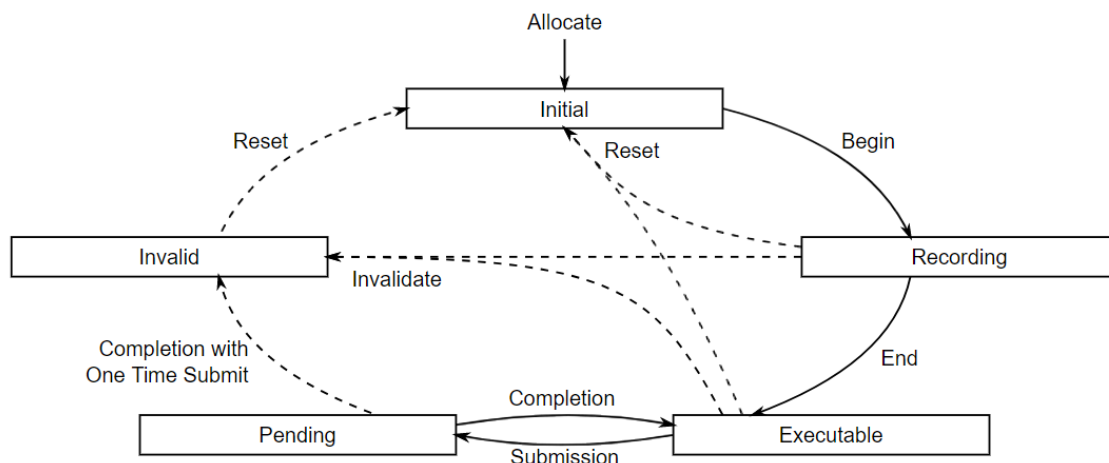 Allocate
Initial
Reset
Reset
Begin
Invalid
Recording
Invalidate
Completion with
One Time Submit
End
Completion
Pending
Executable
Submission